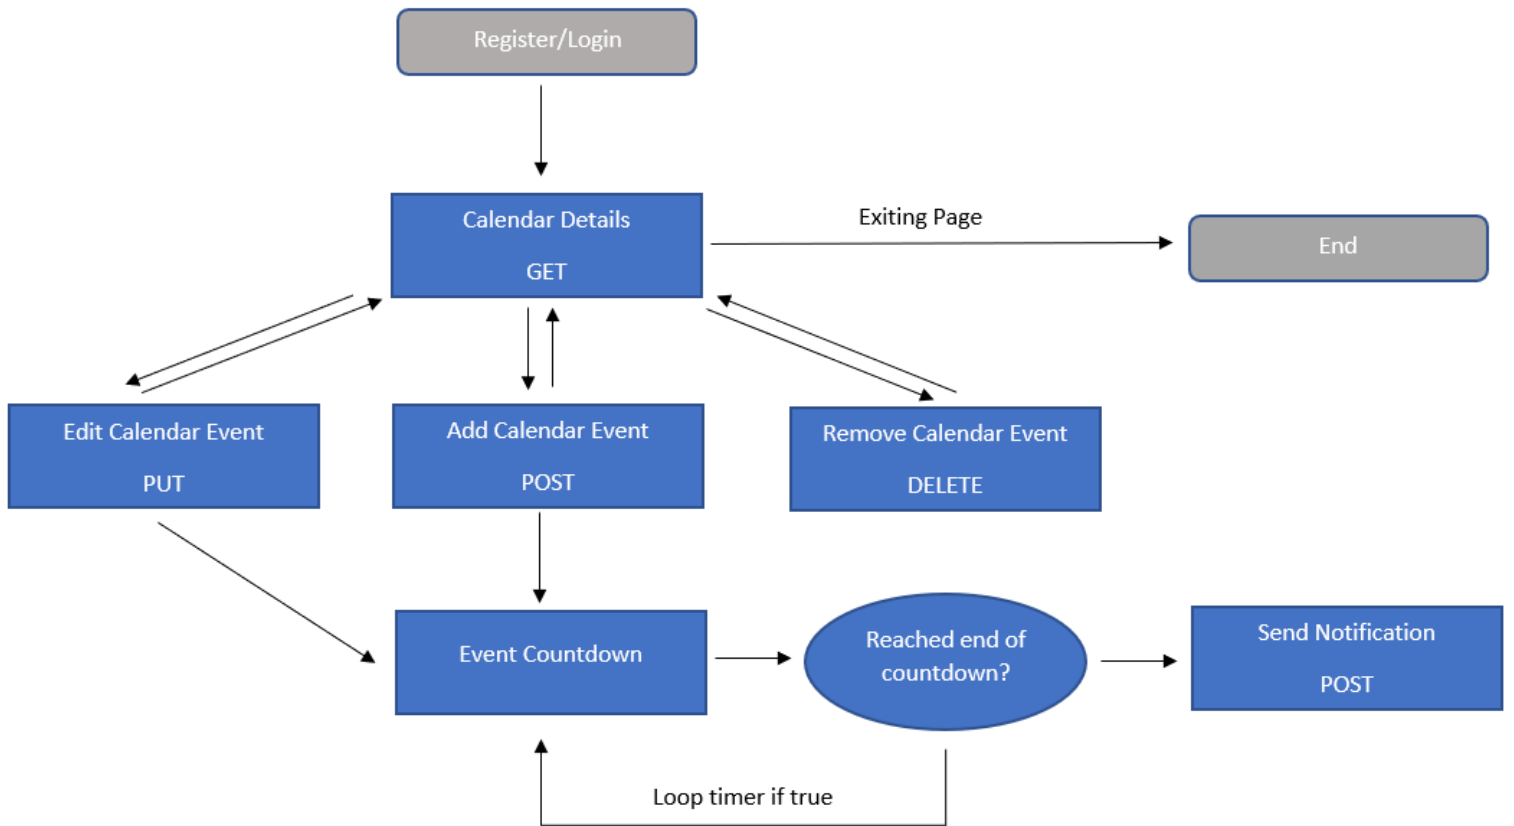 Register/Login
Calendar Details
GET
Exiting Page
End
Edit Calendar Event
PUT
Add Calendar Event
POST
Remove Calendar Event
DELETE
Event Countdown
Reached end of
countdown?
Send Notification
POST
Loop timer if true